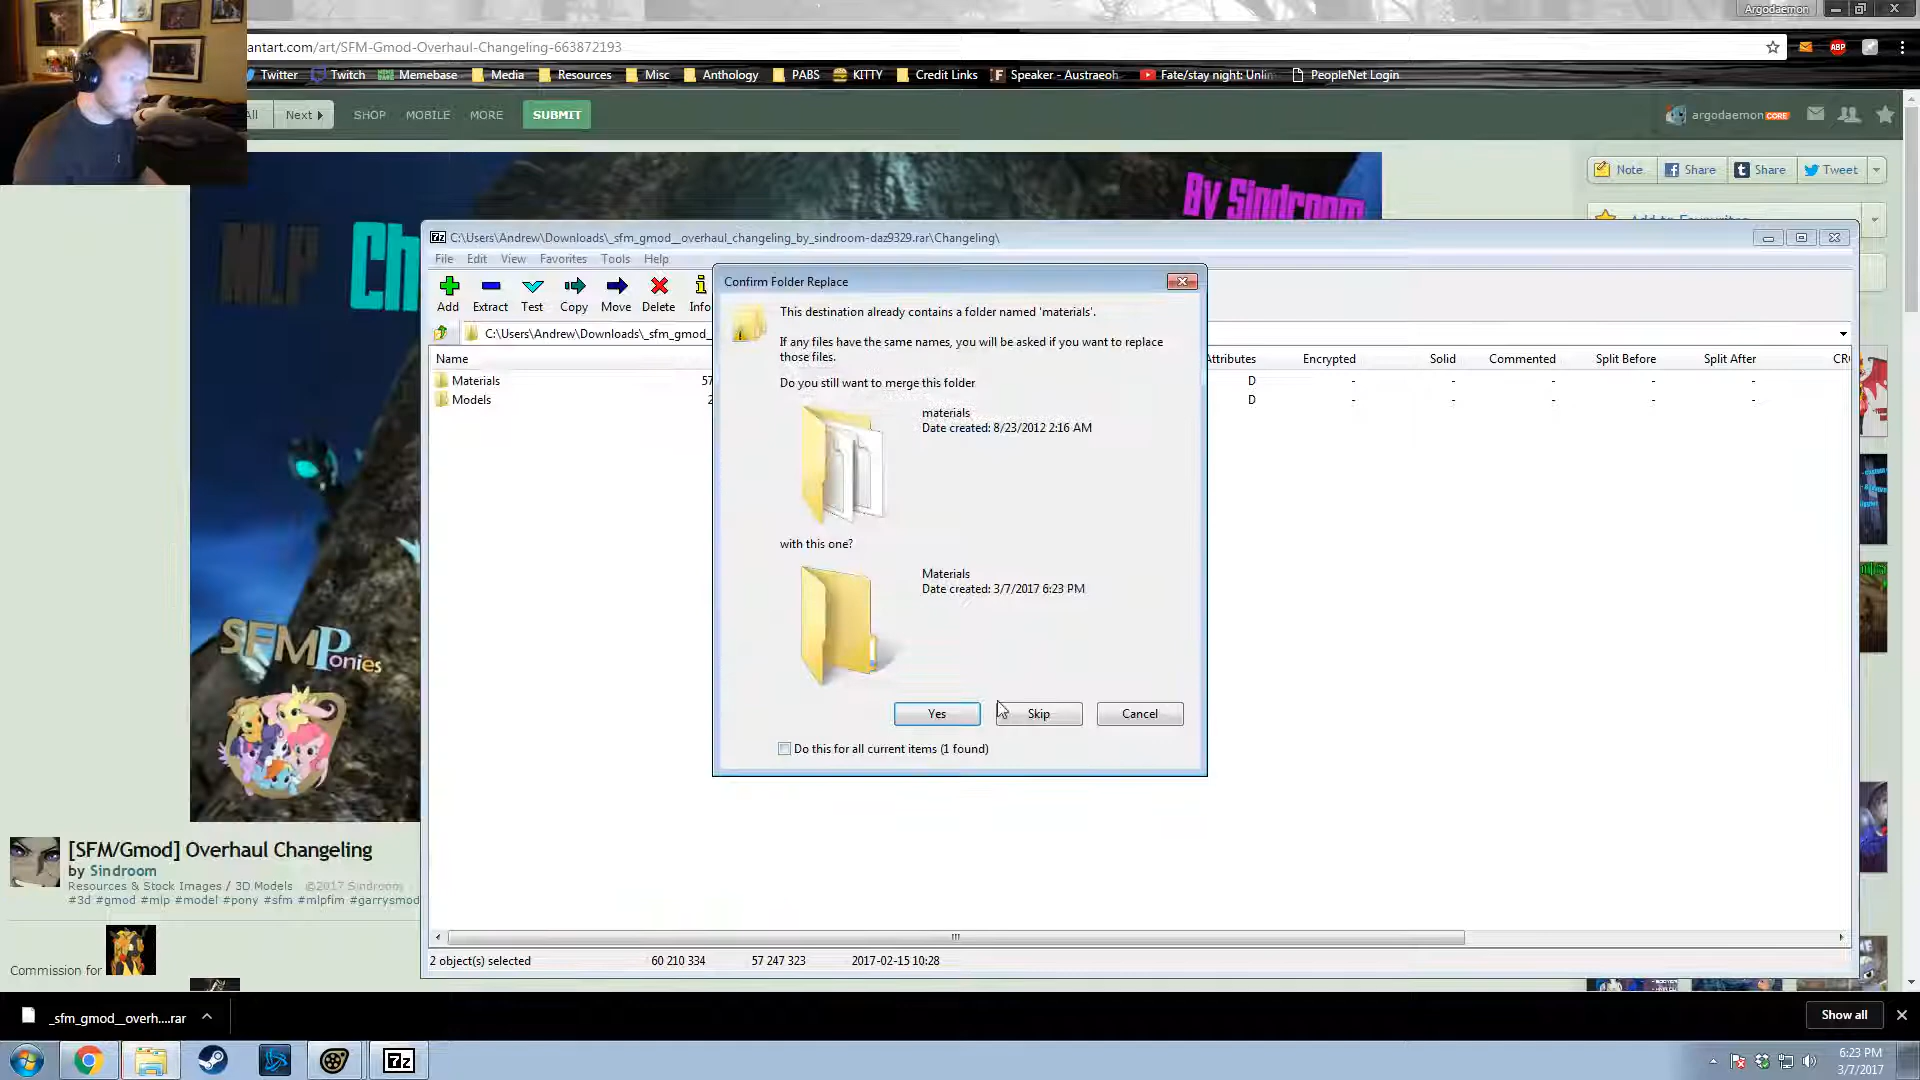 Argodaemon
antart.com/art/SFM-Gmod-Overhaul-Changeling-663872193
ABP
Twitter
Twitch
Memebase
Media
Resources
Misc
Anthology
PABS
KITTY
Credit Links
Speaker - Austraeoh
Fate/stay night: Unlin
PeopleNet Login
All
Next
SHOP
MOBILE
MORE
SUBMIT
argodaemon CORE
Note
Share
Share
Tweet
Add to Favourites
MLP
Ch
By Sindroom
SFM Ponies
C:\Users\Andrew\Downloads\_sfm_gmod__overhaul_changeling_by_sindroom-daz9329.rar\Changeling\
File Edit View Favorites Tools Help
Add Extract Test Copy Move Delete Info
C:\Users\Andrew\Downloads\_sfm_gmod_
Name
Attributes
Encrypted
Solid
Commented
Split Before
Split After
CR
Materials
57
D - - - - -
Models
2
D - - - - -
Confirm Folder Replace
This destination already contains a folder named 'materials'.
If any files have the same names, you will be asked if you want to replace
those files.
Do you still want to merge this folder
materials
Date created: 8/23/2012 2:16 AM
with this one?
Materials
Date created: 3/7/2017 6:23 PM
Yes
Skip
Cancel
Do this for all current items (1 found)
2 object(s) selected
60 210 334
57 247 323
2017-02-15 10:28
[SFM/Gmod] Overhaul Changeling
by Sindroom
Resources & Stock Images / 3D Models ©2017 Sindroom
#3d #gmod #mlp #model #pony #sfm #mlpfim #garrysmod
Commission for
_sfm_gmod__overh....rar
Show all
7z
6:23 PM
3/7/2017